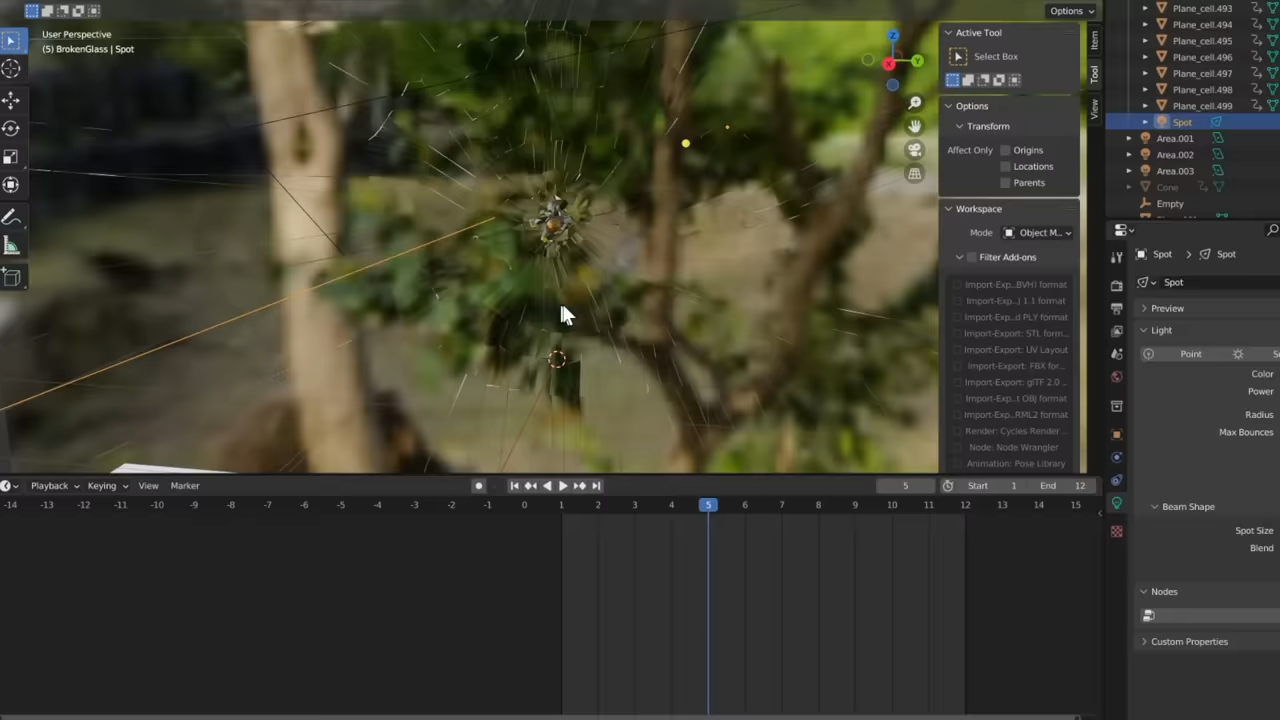 Options
User Perspective
(5) BrokenGlass | Spot
Z
X
Y
Active Tool
Select Box
Options
Transform
Affect Only
Origins
Locations
Parents
Workspace
Mode
Object M...
Filter Add-ons
Import-Exp...BVH) format
Import-Exp...) 1.1 format
Import-Exp...d PLY format
Import-Export: STL form...
Import-Export: UV Layout
Import-Export: FBX for...
Import-Export: glTF 2.0 ...
Import-Exp...t OBJ format
Import-Exp...RML2 format
Render: Cycles Render...
Node: Node Wrangler
Animation: Pose Library
Item
Tool
View
Plane_cell.493
Plane_cell.494
Plane_cell.495
Plane_cell.496
Plane_cell.497
Plane_cell.498
Plane_cell.499
Spot
Area.001
Area.002
Area.003
Cone
Empty
Spot
Spot
Spot
Preview
Light
Point
Color
Power
Radius
Max Bounces
Beam Shape
Spot Size
Blend
Nodes
Custom Properties
Playback
Keying
View
Marker
5
Start 1
End 12
-14 -13 -12 -11 -10 -9 -8 -7 -6 -5 -4 -3 -2 -1 0 1 2 3 4 5 6 7 8 9 10 11 12 13 14 15